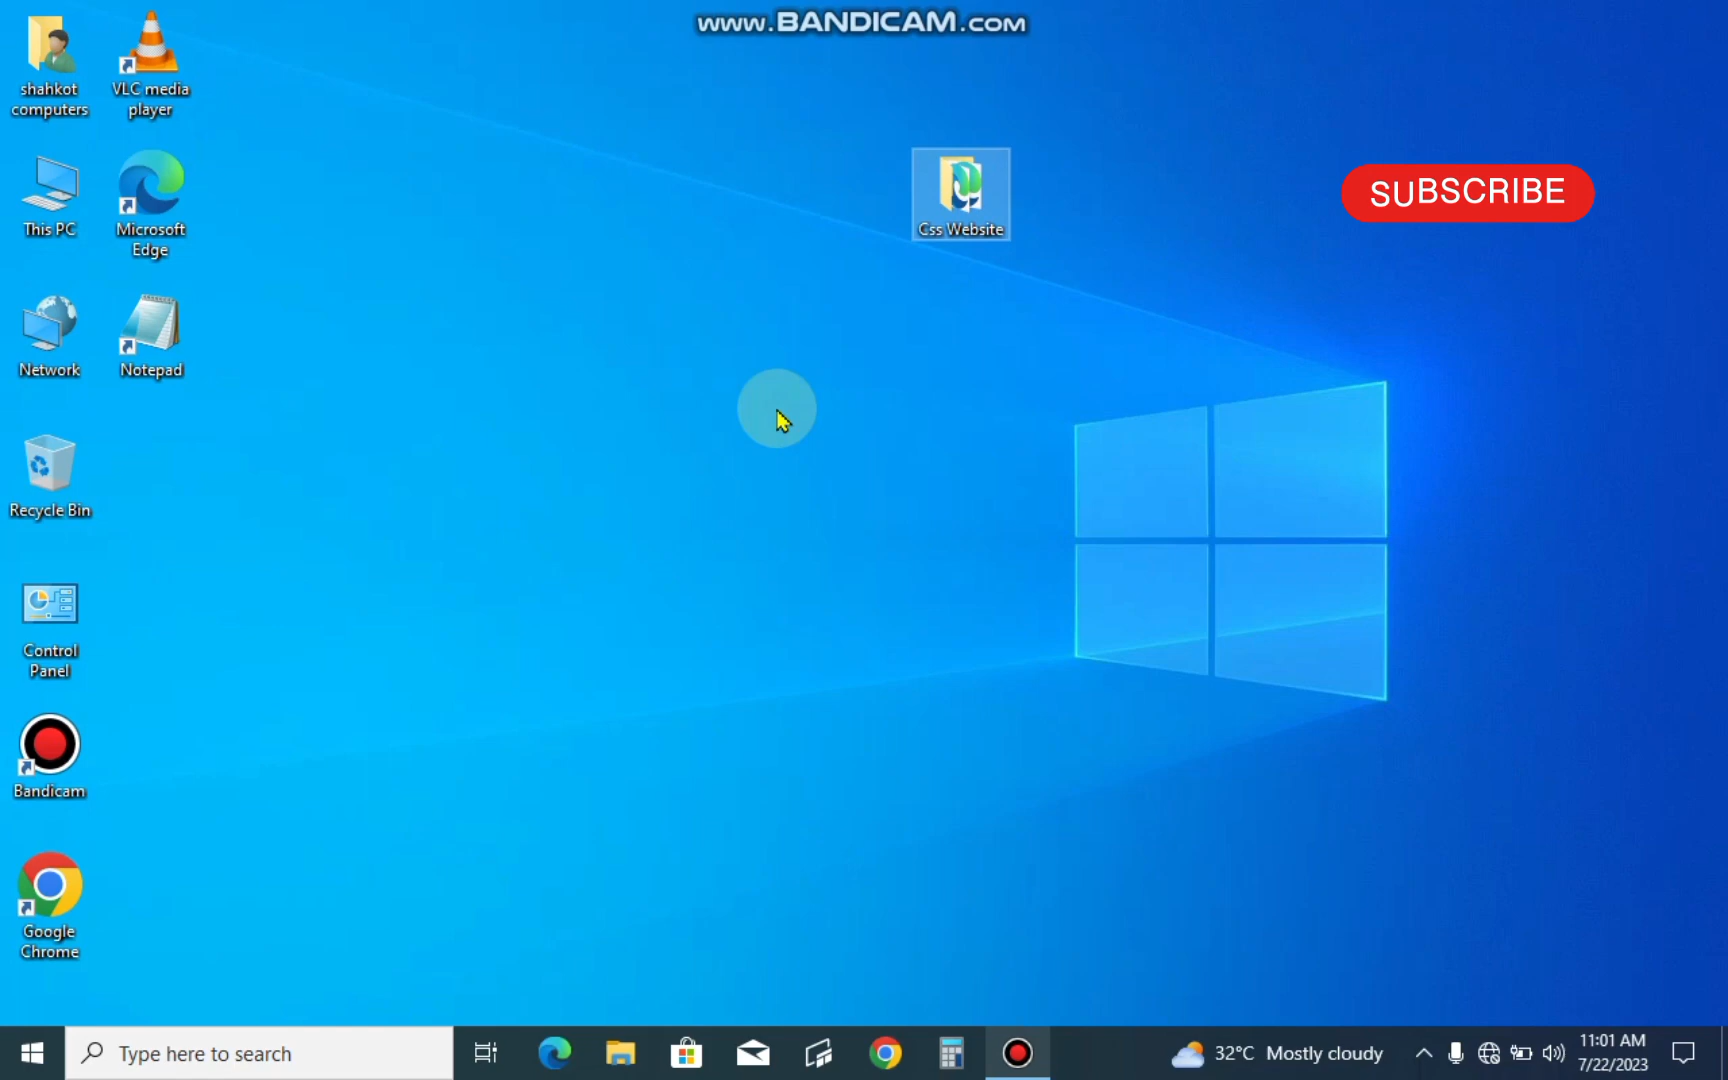 www.BANDICAM.com
shahkot
computers
VLC media
player
This PC
Microsoft
Edge
Css Website
SUBSCRIBE
Network
Notepad
Recycle Bin
Control
Panel
Bandicam
Google
Chrome
Type here to search
32°C Mostly cloudy
11:01 AM
7/22/2023